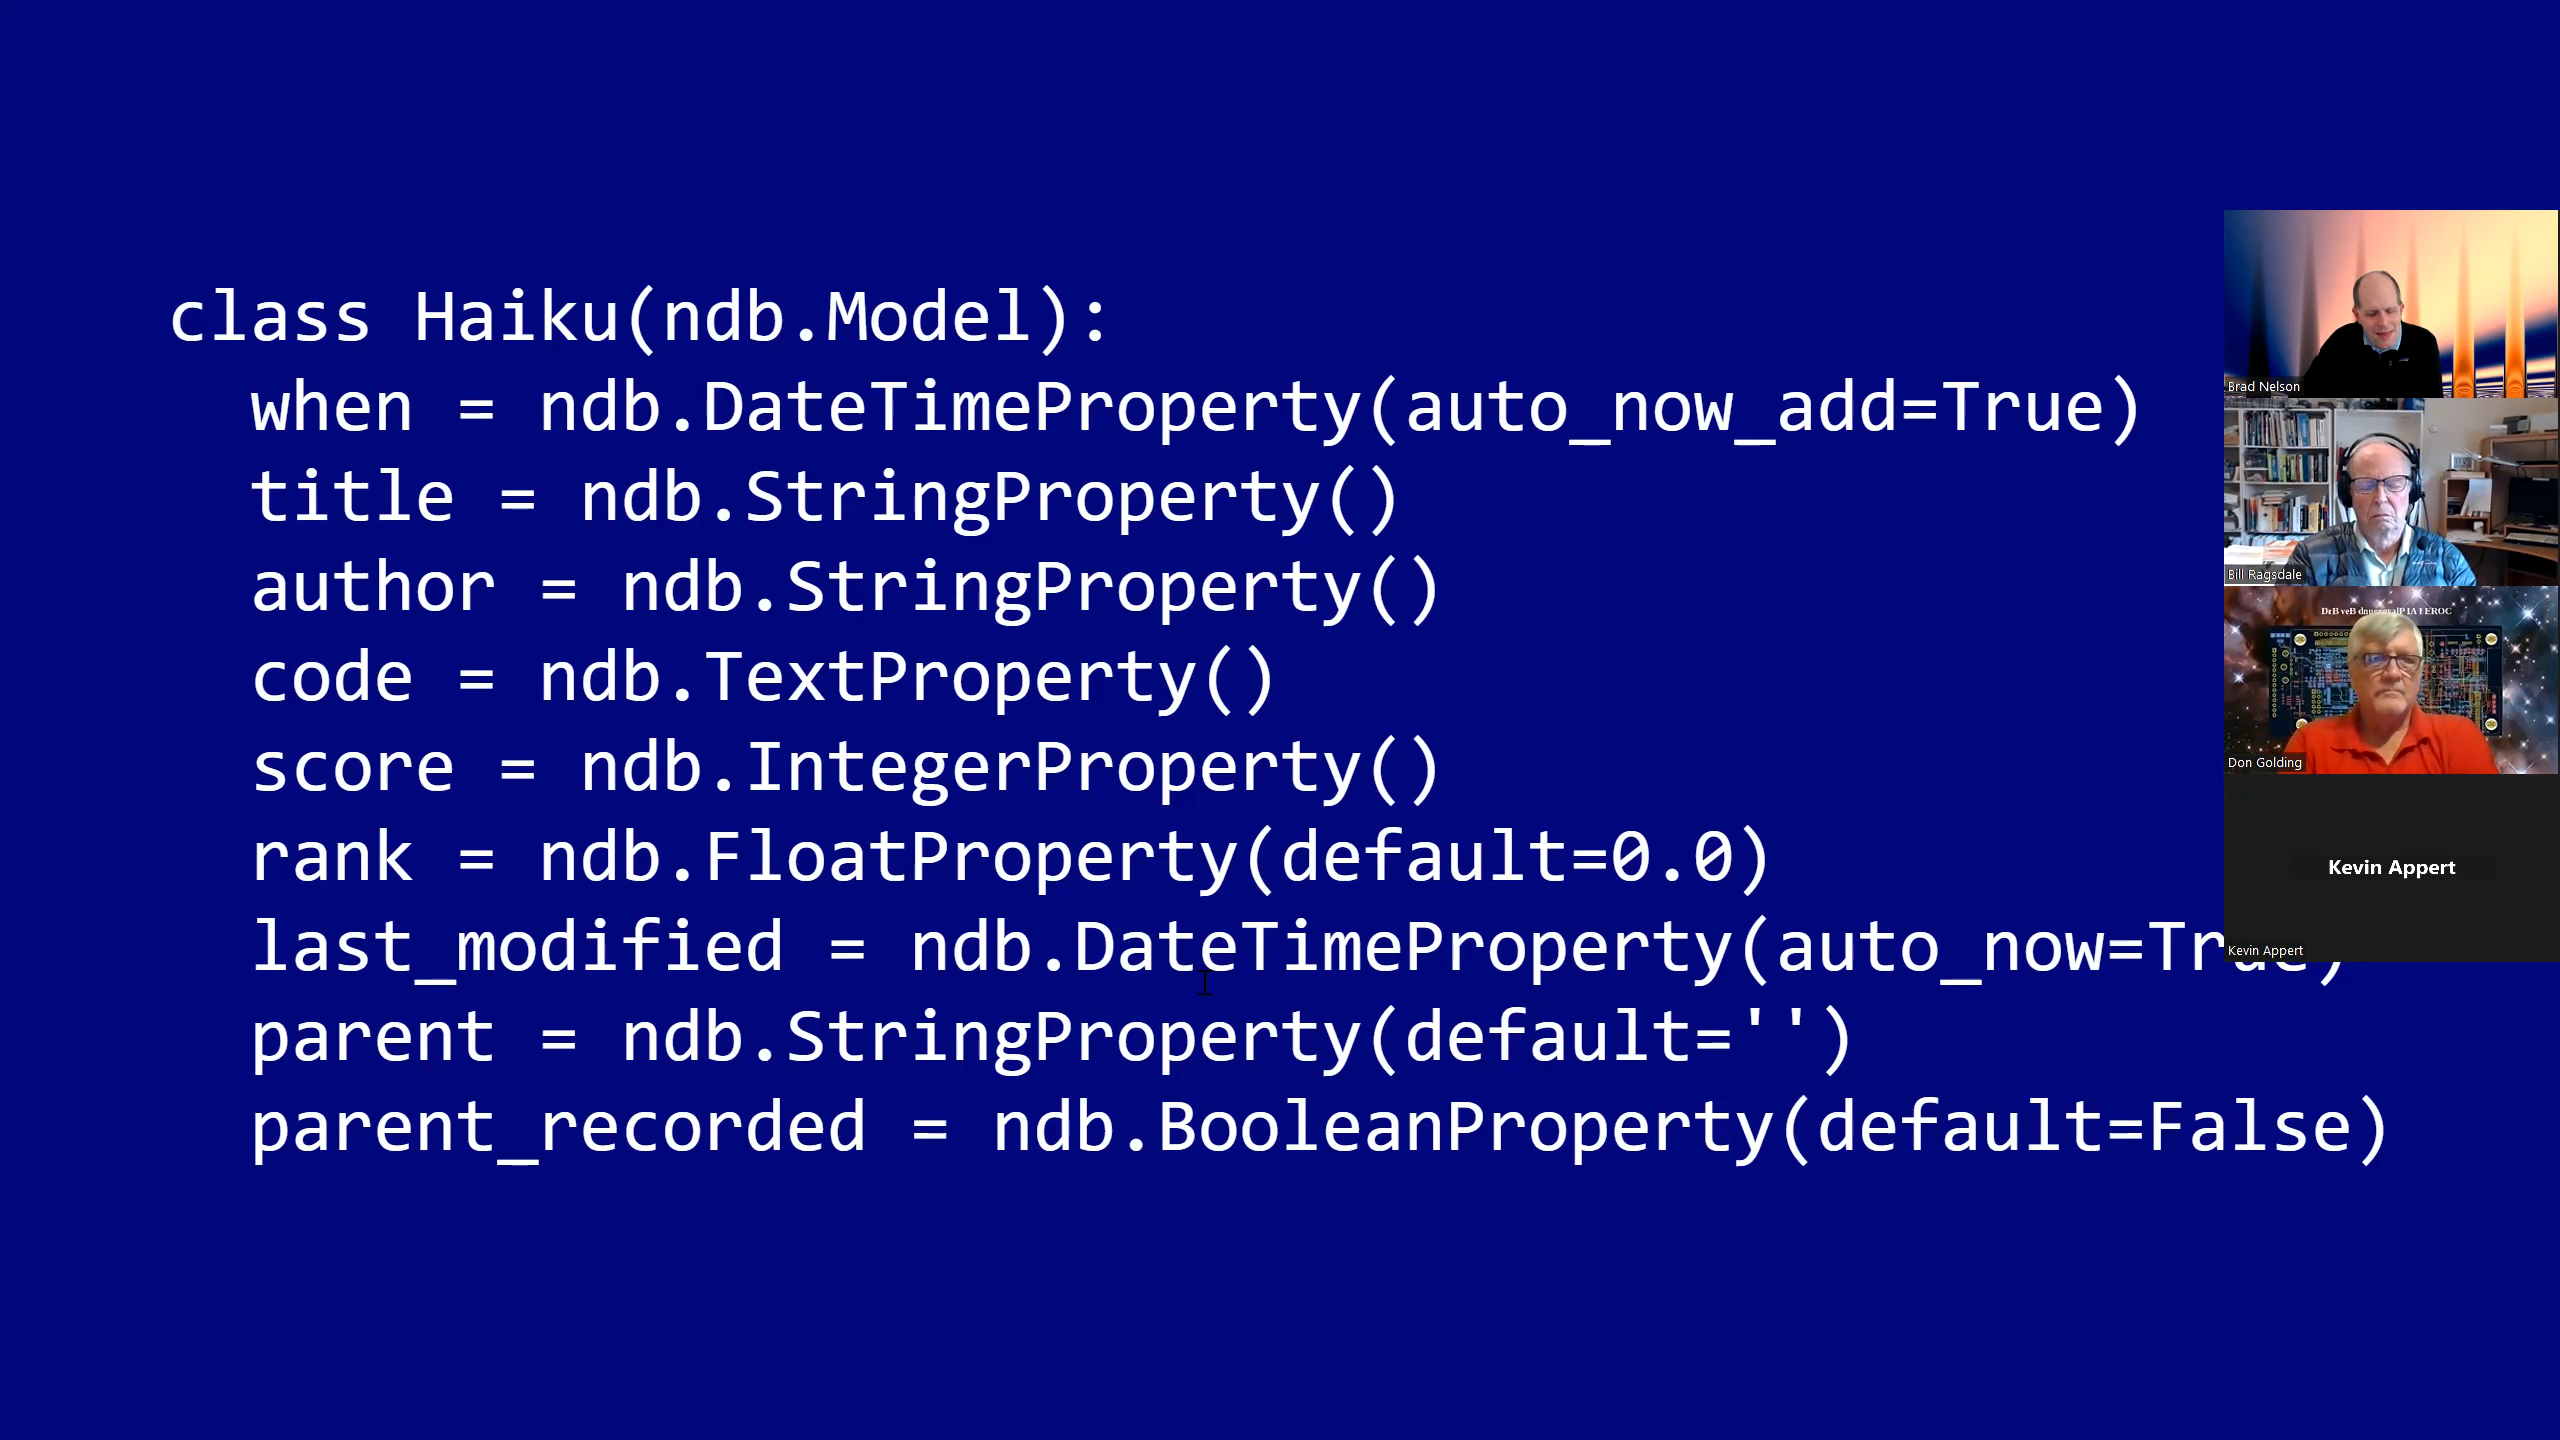 class Haiku(ndb.Model):
  when = ndb.DateTimeProperty(auto_now_add=True)
  title = ndb.StringProperty()
  author = ndb.StringProperty()
  code = ndb.TextProperty()
  score = ndb.IntegerProperty()
  rank = ndb.FloatProperty(default=0.0)
  last_modified = ndb.DateTimeProperty(auto_now=True)
  parent = ndb.StringProperty(default='')
  parent_recorded = ndb.BooleanProperty(default=False)
Brad Nelson
Bill Ragsdale
Don Golding
Kevin Appert
Kevin Appert